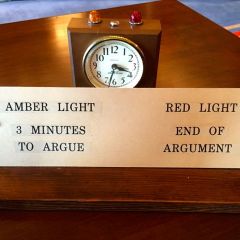 AMBER LIGHT RED LIGHT
3 MINUTES END OF
TO ARGUE ARGUMENT